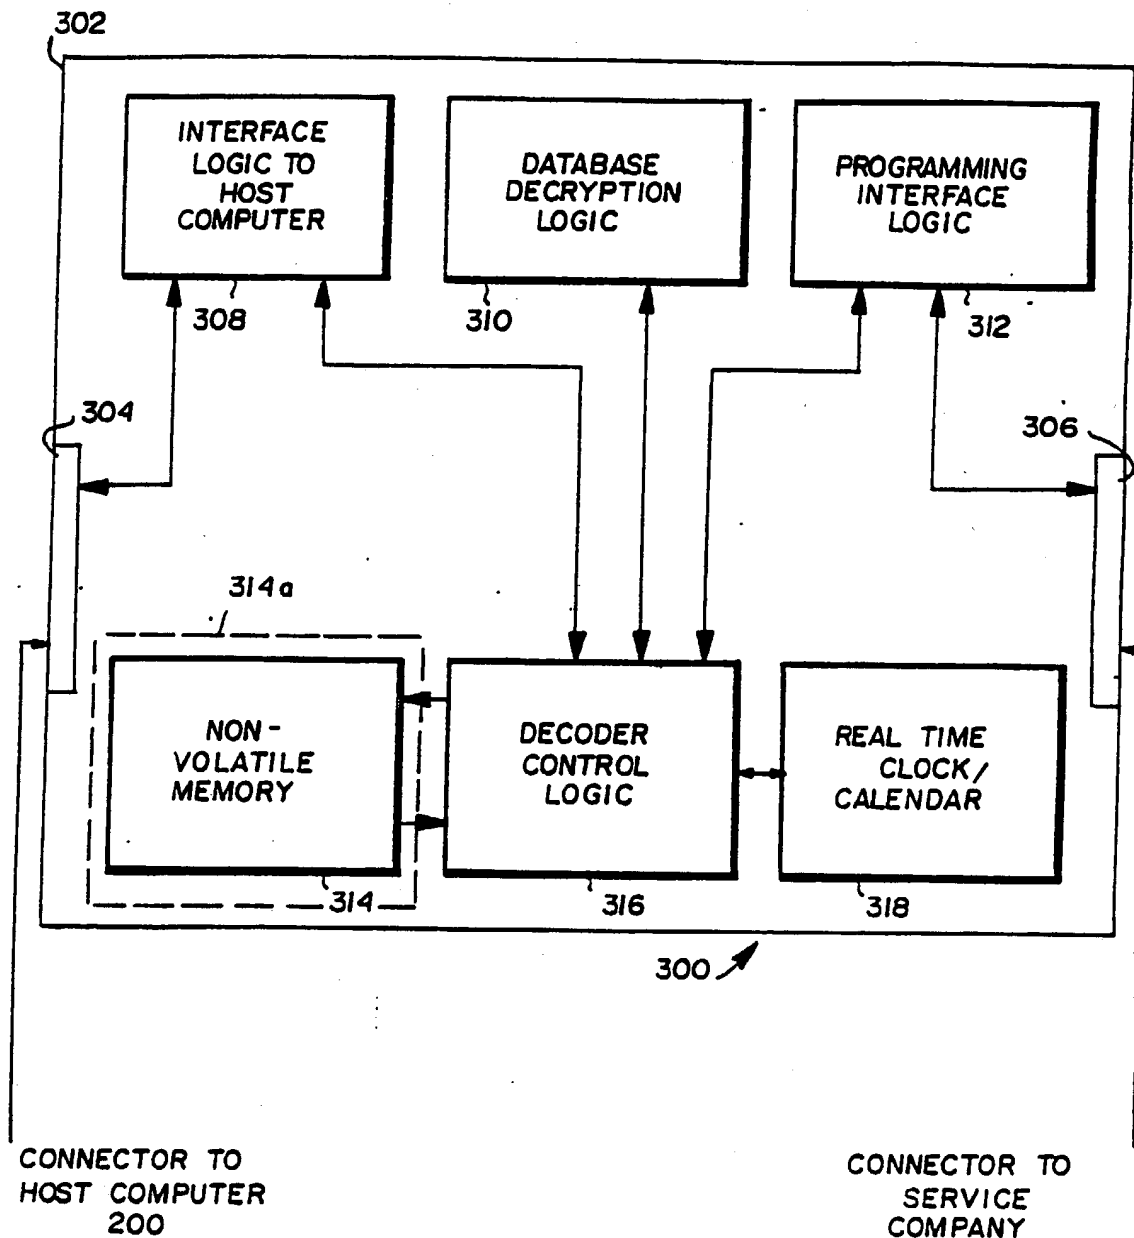 302
INTERFACE
LOGIC TO
HOST
COMPUTER
308
DATABASE
DECRYPTION
LOGIC
310
PROGRAMMING
INTERFACE
LOGIC
312
304
306
314a
NON-
VOLATILE
MEMORY
314
DECODER
CONTROL
LOGIC
316
REAL TIME
CLOCK/
CALENDAR
318
300
CONNECTOR TO
HOST COMPUTER
200
CONNECTOR TO
SERVICE
COMPANY